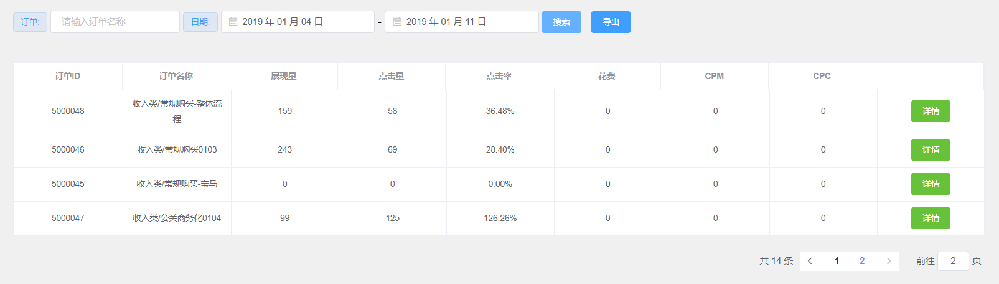 订单: 请输入订单名称 日期: 2019 年 01 月 04 日 - 2019 年 01 月 11 日 搜索 导出
订单ID 订单名称 展现量 点击量 点击率 花费 CPM CPC
5000048 收入类/常规购买-整体流程 159 58 36.48% 0 0 0 详情
5000046 收入类/常规购买0103 243 69 28.40% 0 0 0 详情
5000045 收入类/常规购买-宝马 0 0 0.00% 0 0 0 详情
5000047 收入类/公关商务化0104 99 125 126.26% 0 0 0 详情
共 14 条 1 2 前往 2 页